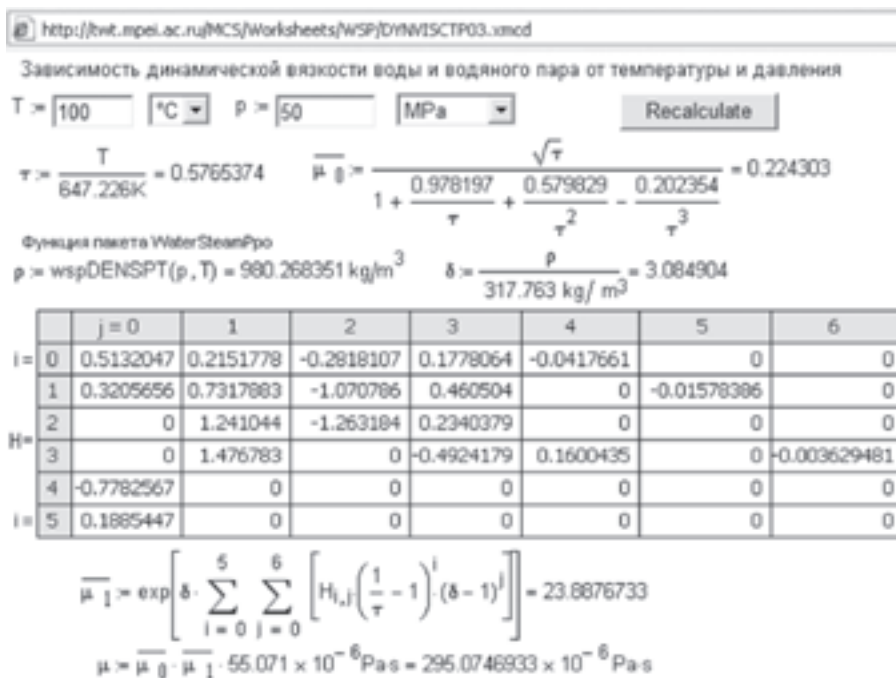 http://twt.mpei.ac.ru/MCS/Worksheets/WSP/DYNVISCTP03.xmcd
Зависимость динамической вязкости воды и водяного пара от температуры и давления
T := 100 °C p := 50 MPa Recalculate
τ := T / 647.226K = 0.5765374 μ̅0 := √τ / (1 + 0.978197/τ + 0.579829/τ² − 0.202354/τ³) = 0.224303
Функция пакета WaterSteamPpo
ρ := wspDENSPT(p , T) = 980.268351 kg/m³ δ := ρ / 317.763 kg/ m³ = 3.084904
j = 0 1 2 3 4 5 6
i = 0 0.5132047 0.2151778 -0.2818107 0.1778064 -0.0417661 0 0
1 0.3205656 0.7317883 -1.070786 0.460504 0 -0.01578386 0
H= 2 0 1.241044 -1.263184 0.2340379 0 0 0
3 0 1.476783 0 -0.4924179 0.1600435 0 -0.003629481
4 -0.7782567 0 0 0 0 0 0
i = 5 0.1885447 0 0 0 0 0 0
μ̅1 := exp[δ· ∑ i = 0 5 ∑ j = 0 6 [Hi,j·(1/τ − 1)^i·(δ − 1)^j]] = 23.8876733
μ := μ̅0 · μ̅1 · 55.071 × 10⁻⁶ Pa·s = 295.0746933 × 10⁻⁶ Pa·s